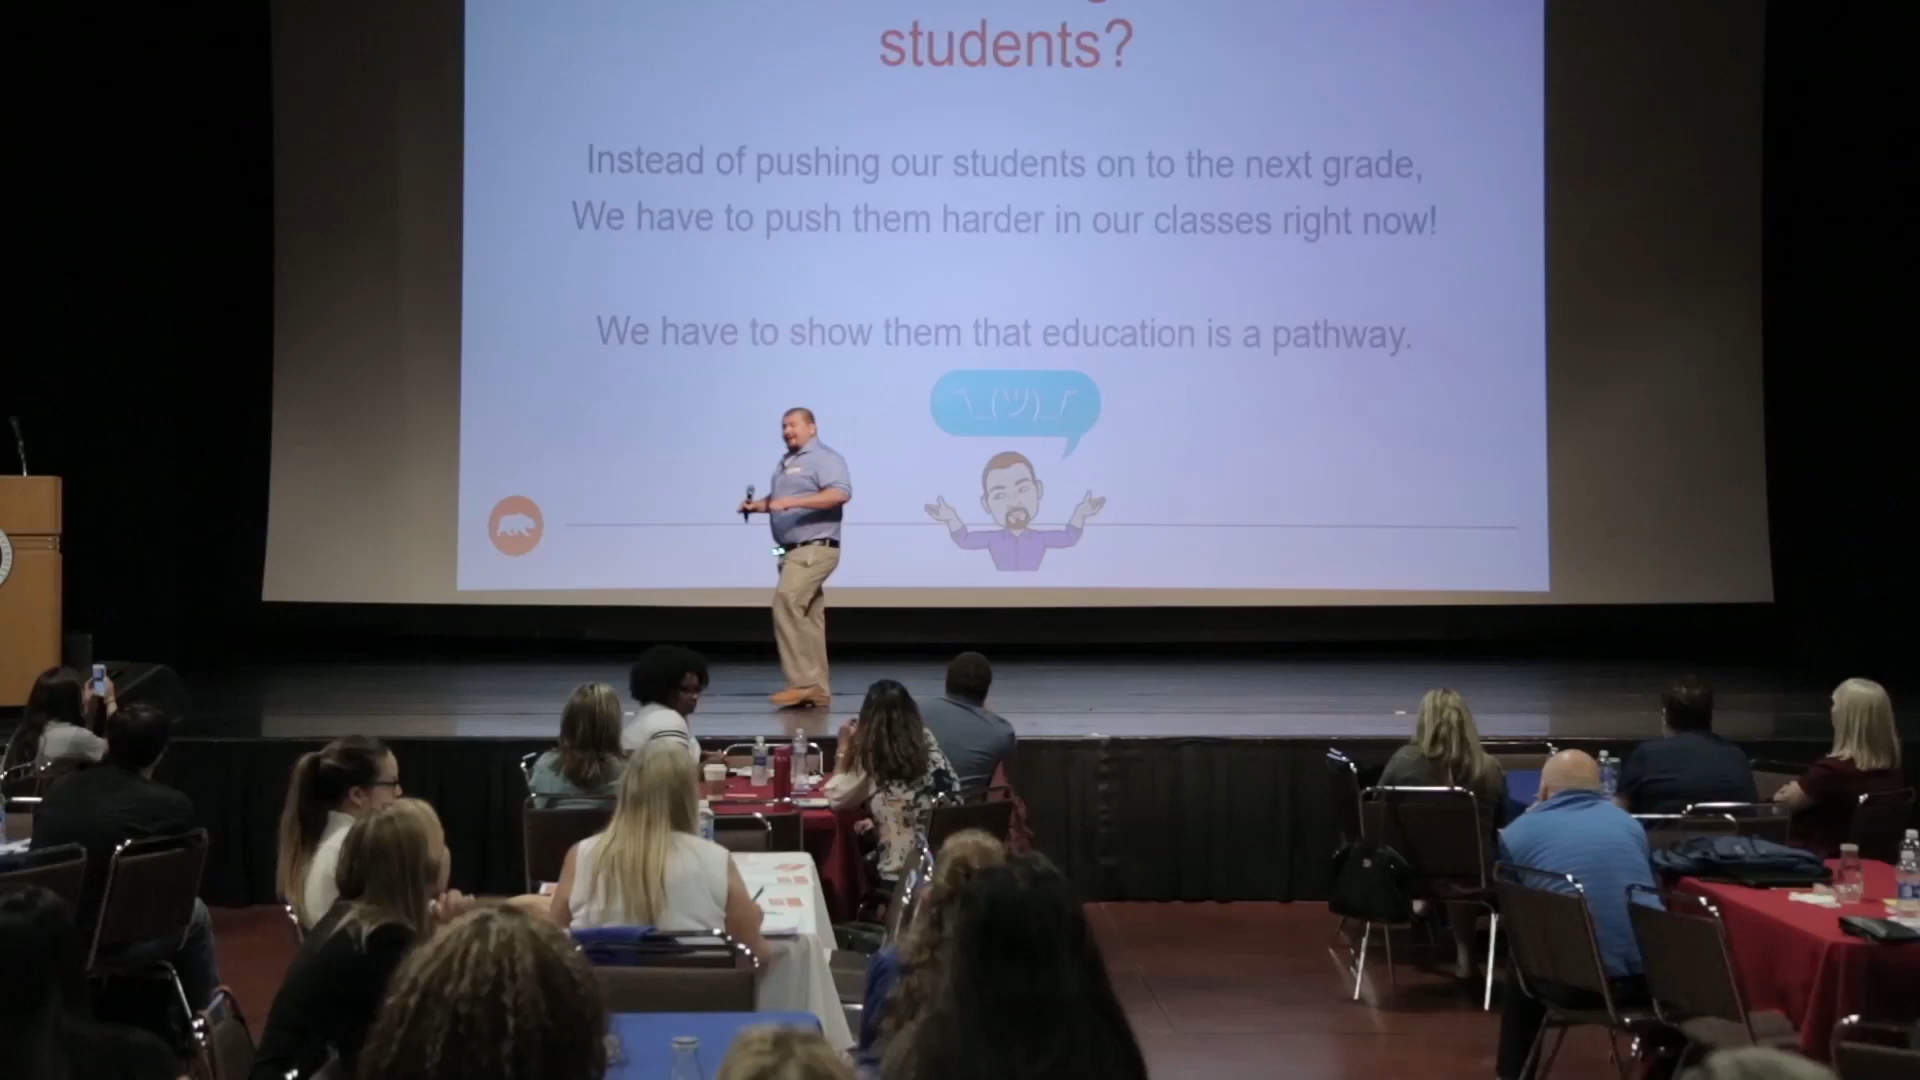 students?
Instead of pushing our students on to the next grade,
We have to push them harder in our classes right now!
We have to show them that education is a pathway.
¯\_(ツ)_/¯